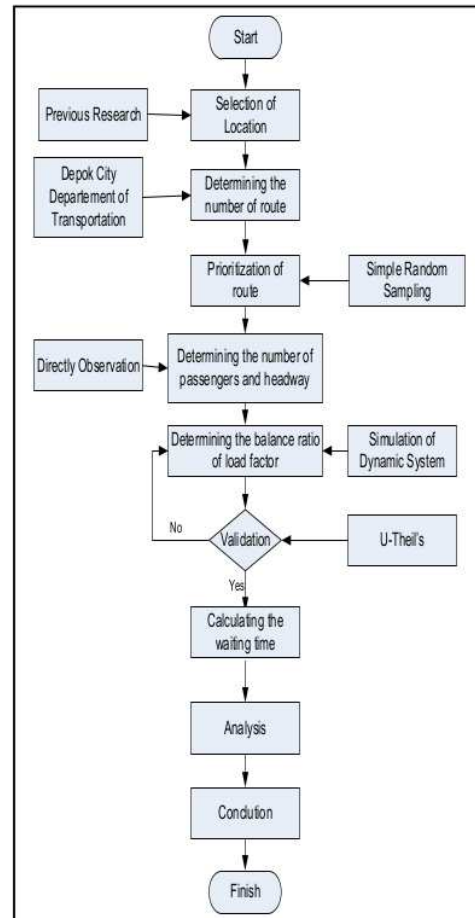 Start
Previous Research
Selection of
Location
Depok City
Departement of
Transportation
Determining the
number of route
Prioritization of
route
Simple Random
Sampling
Directly Observation
Determining the number of
passengers and headway
Determining the balance ratio
of load factor
Simulation of
Dynamic System
No
Validation
U-Theil's
Yes
Calculating the
waiting time
Analysis
Condution
Finish